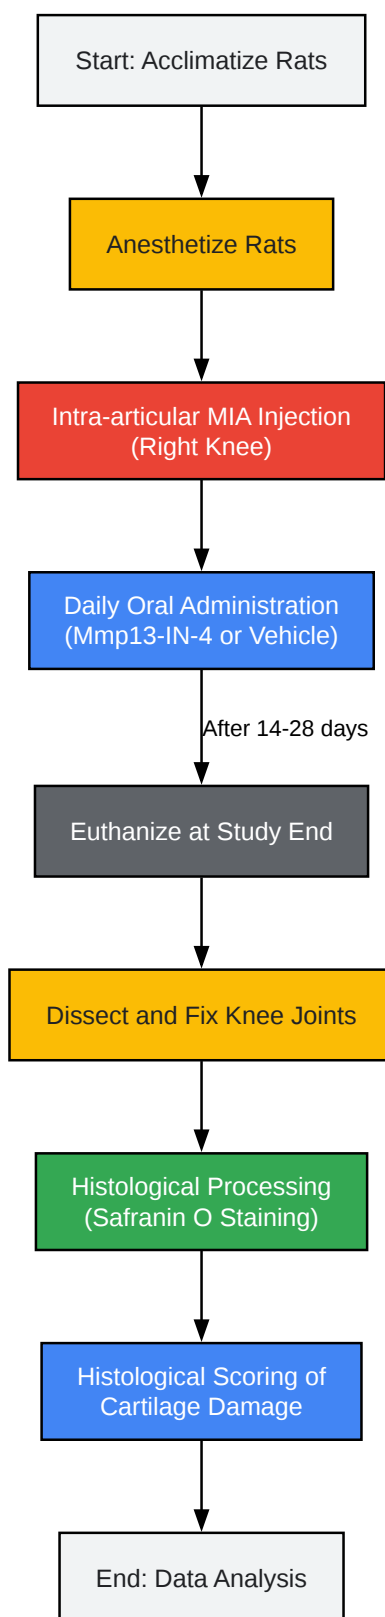 Start: Acclimatize Rats
Anesthetize Rats
Intra-articular MIA Injection
(Right Knee)
Daily Oral Administration
(Mmp13-IN-4 or Vehicle)
After 14-28 days
Euthanize at Study End
Dissect and Fix Knee Joints
Histological Processing
(Safranin O Staining)
Histological Scoring of
Cartilage Damage
End: Data Analysis